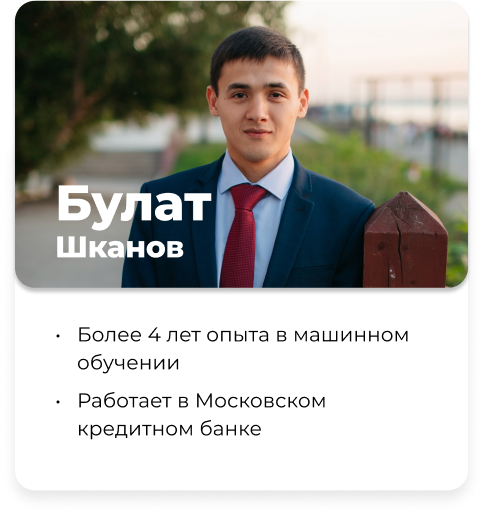 Булат
Шканов
• Более 4 лет опыта в машинном
обучении
• Работает в Московском
кредитном банке